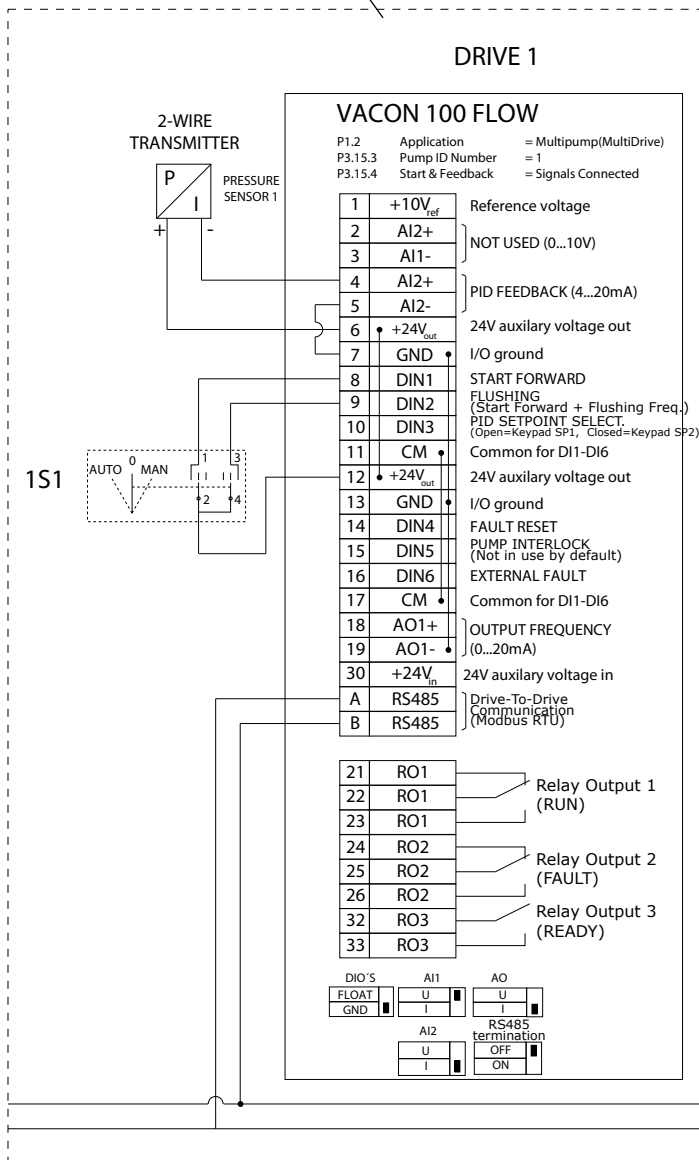 DRIVE 1
VACON 100 FLOW
P1.2 Application = Multipump(MultiDrive)
P3.15.3 Pump ID Number = 1
P3.15.4 Start & Feedback = Signals Connected
2-WIRE
TRANSMITTER
P
I
PRESSURE
SENSOR 1
+ -
1 +10Vref Reference voltage
2 AI2+
NOT USED (0...10V)
3 AI1-
4 AI2+
PID FEEDBACK (4...20mA)
5 AI2-
6 +24Vout 24V auxilary voltage out
7 GND I/O ground
8 DIN1 START FORWARD
9 DIN2 FLUSHING
(Start Forward + Flushing Freq.)
10 DIN3 PID SETPOINT SELECT.
(Open=Keypad SP1, Closed=Keypad SP2)
11 CM Common for DI1-DI6
12 +24Vout 24V auxilary voltage out
13 GND I/O ground
14 DIN4 FAULT RESET
15 DIN5 PUMP INTERLOCK
(Not in use by default)
16 DIN6 EXTERNAL FAULT
17 CM Common for DI1-DI6
18 AO1+ OUTPUT FREQUENCY
19 AO1- (0...20mA)
30 +24Vin 24V auxilary voltage in
A RS485 Drive-To-Drive
Communication
B RS485 (Modbus RTU)
1S1
AUTO 0 MAN
1 3
2 4
21 RO1
22 RO1
23 RO1
Relay Output 1
(RUN)
24 RO2
25 RO2
26 RO2
Relay Output 2
(FAULT)
32 RO3
33 RO3
Relay Output 3
(READY)
DIO´S
FLOAT
GND
AI1
U
I
AO
U
I
AI2
U
I
RS485
termination
OFF
ON